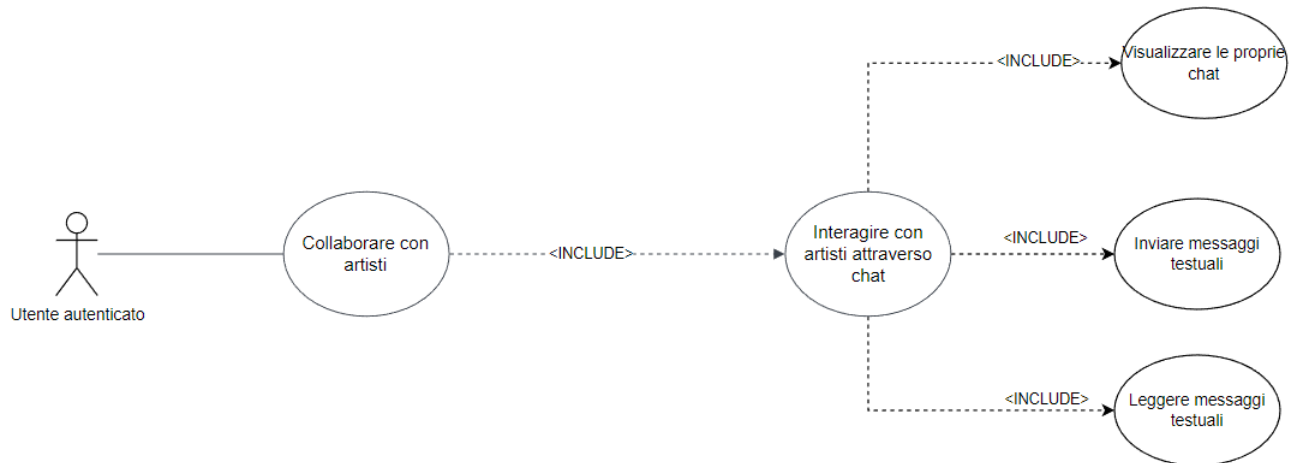 Visualizzare le proprie
chat
<INCLUDE>
Utente autenticato
Collaborare con
artisti
<INCLUDE>
Interagire con
artisti attraverso
chat
<INCLUDE>
Inviare messaggi
testuali
<INCLUDE>
Leggere messaggi
testuali